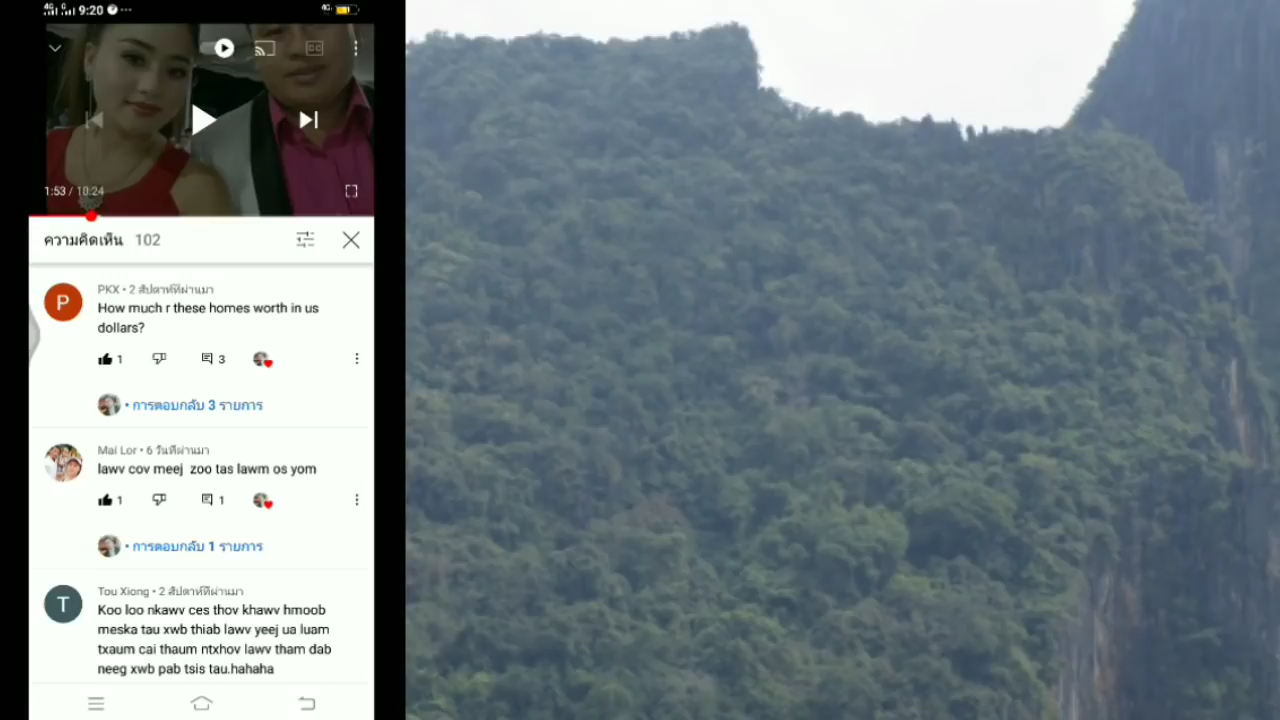 4G G 9:20 ••• 4G
CC
1:53 / 10:24
ความคิดเห็น 102
P
PKX • 2 สัปดาห์ที่ผ่านมา
How much r these homes worth in us
dollars?
1 3
• การตอบกลับ 3 รายการ
Mai Lor • 6 วันที่ผ่านมา
lawv cov meej zoo tas lawm os yom
1 1
• การตอบกลับ 1 รายการ
T
Tou Xiong • 2 สัปดาห์ที่ผ่านมา
Koo loo nkawv ces thov khawv hmoob
meska tau xwb thiab lawv yeej ua luam
txaum cai thaum ntxhov lawv tham dab
neeg xwb pab tsis tau.hahaha